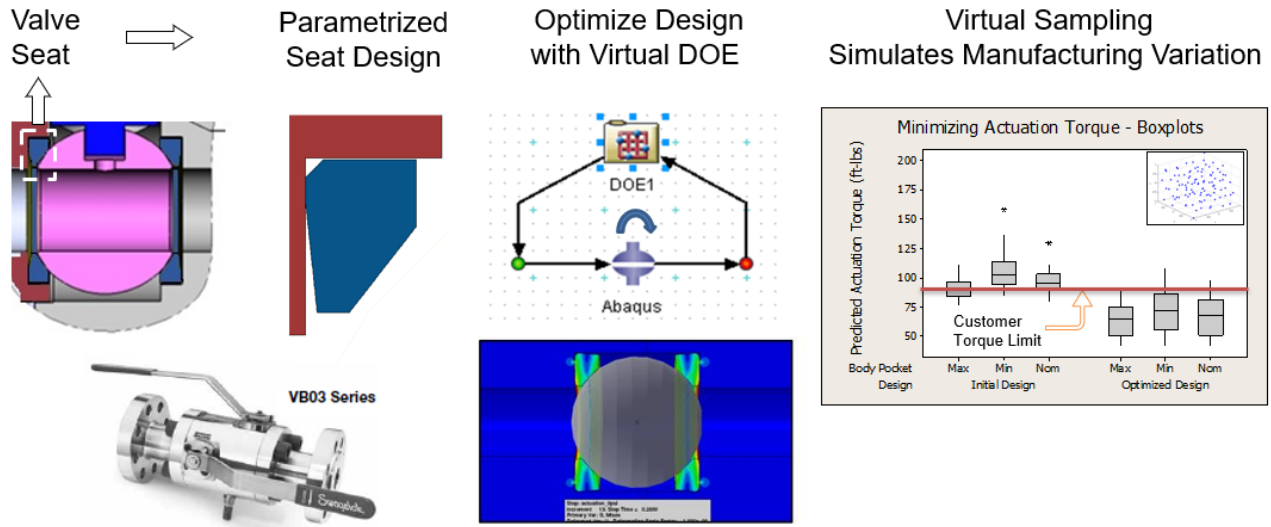 Valve
Seat
Parametrized
Seat Design
Optimize Design
with Virtual DOE
Virtual Sampling
Simulates Manufacturing Variation
DOE1
Abaqus
VB03 Series
Swagelok
Minimizing Actuation Torque - Boxplots
Predicted Actuation Torque (ft-lbs)
200
175
150
125
100
75
50
Customer
Torque Limit
Body Pocket
Max Min Nom Max Min Nom
Design
Initial Design Optimized Design